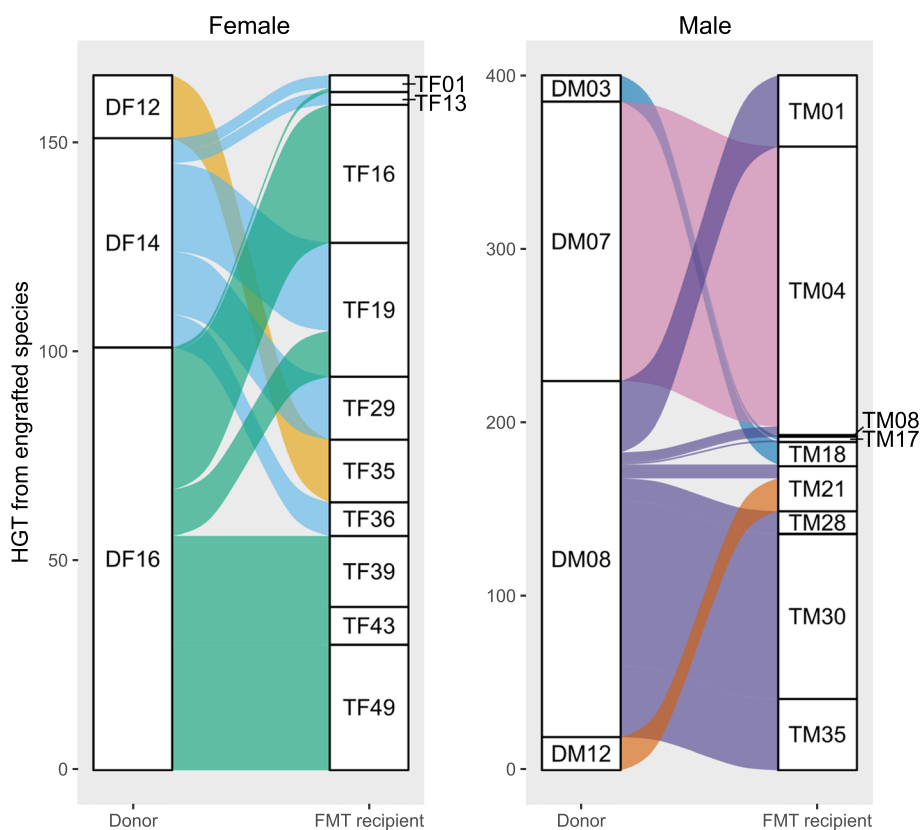 Female
Male
HGT from engrafted species
150
100
50
0
DF12
DF14
DF16
TF01
TF13
TF16
TF19
TF29
TF35
TF36
TF39
TF43
TF49
Donor
FMT recipient
400
300
200
100
0
DM03
DM07
DM08
DM12
TM01
TM04
TM08
TM17
TM18
TM21
TM28
TM30
TM35
Donor
FMT recipient